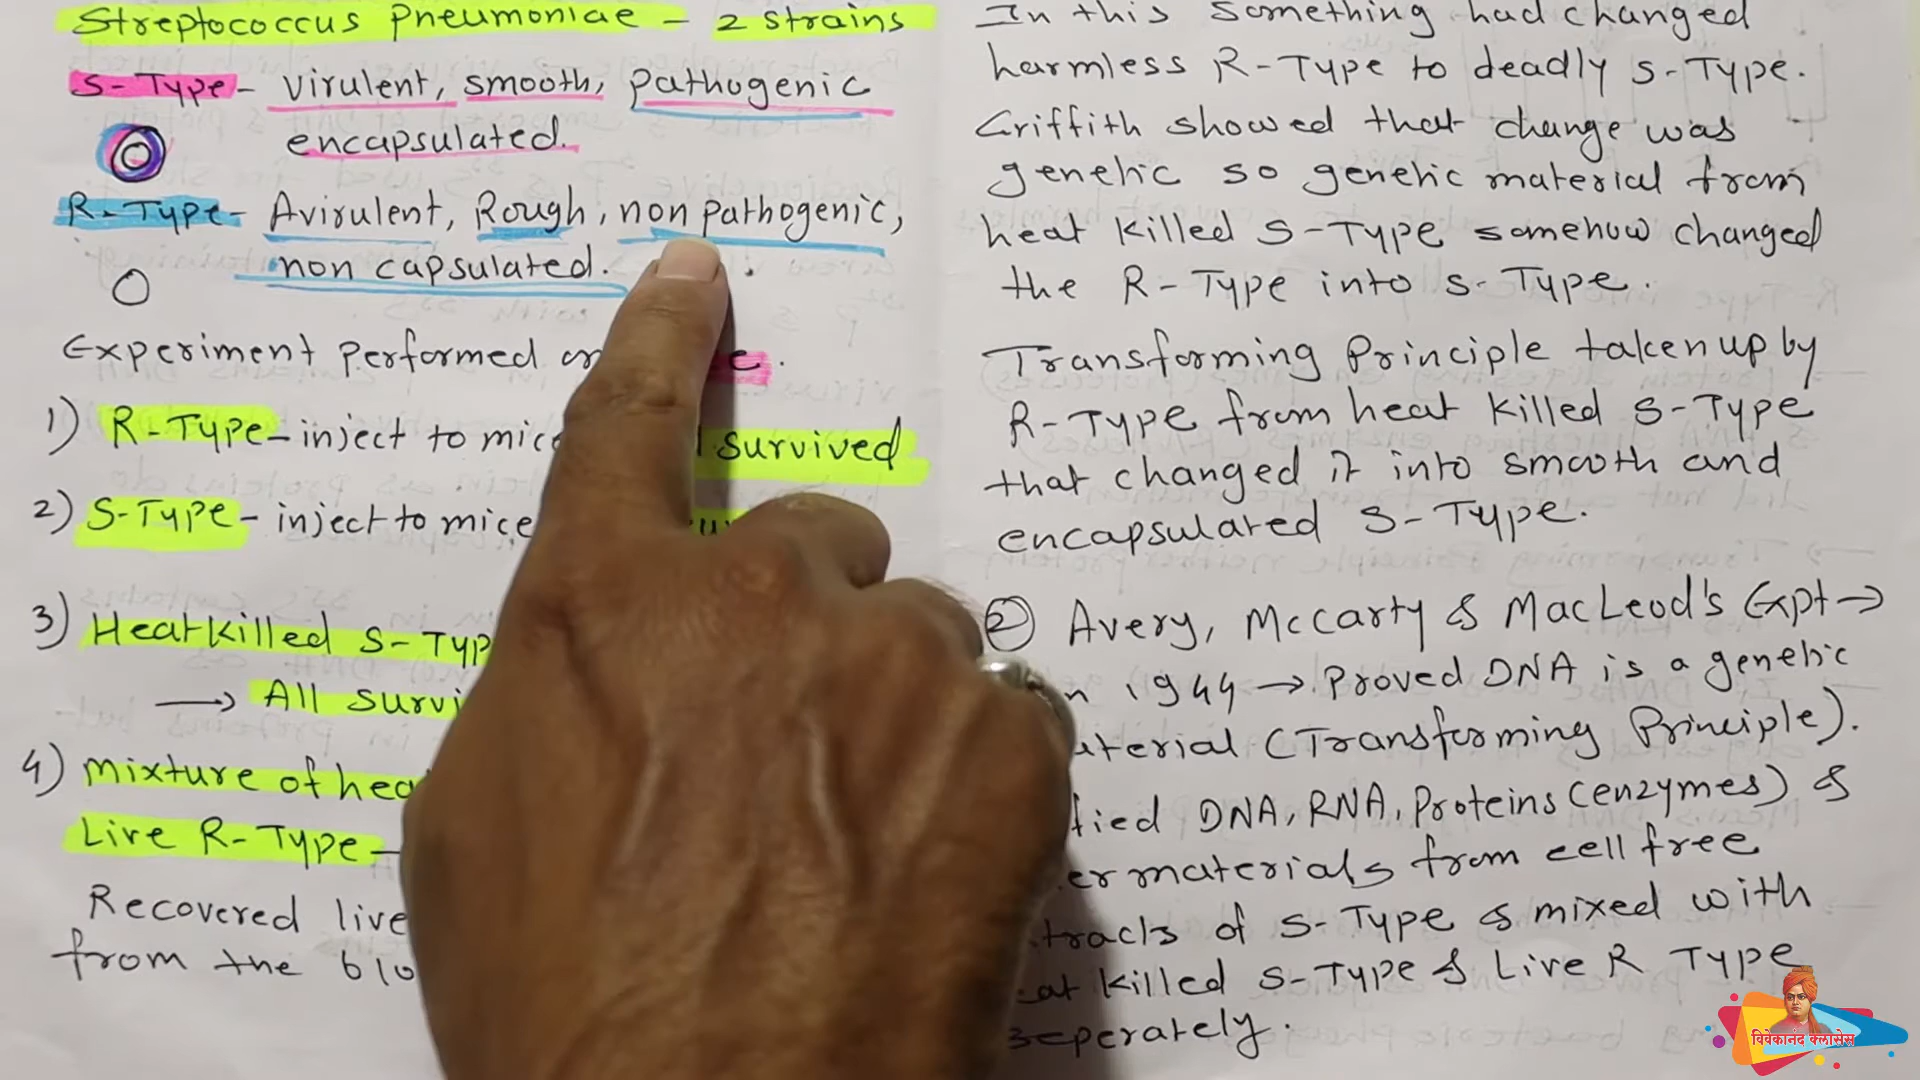 Streptococcus Pneumoniae - 2 strains
S-Type - virulent, smooth, pathogenic
encapsulated.
R-Type - Avirulent, Rough, non pathogenic,
non capsulated.
Experiment Performed
1) R-Type - inject to mice survived
2) S-Type - inject to mice
3) Heat Killed S-Typ
→ All survi
4) Mixture of hea
Live R-Type -
Recovered live
from the blo
In this something had changed
harmless R-Type to deadly S-Type.
Griffith showed that change was
genetic so genetic material from
heat killed S-Type somehow changed
the R-Type into S-Type.
Transforming Principle taken up by
R-Type from heat killed S-Type
that changed it into smooth and
encapsulated S-Type.
② Avery, McCarty & MacLeod's Expt →
n 1944 → Proved DNA is a genetic
aterial (Transforming Principle).
fied DNA, RNA, Proteins (enzymes) &
er materials from cell free
tracts of S-Type & mixed with
eat killed S-Type & Live R Type
seperately.
विवेकानंद क्लासेस